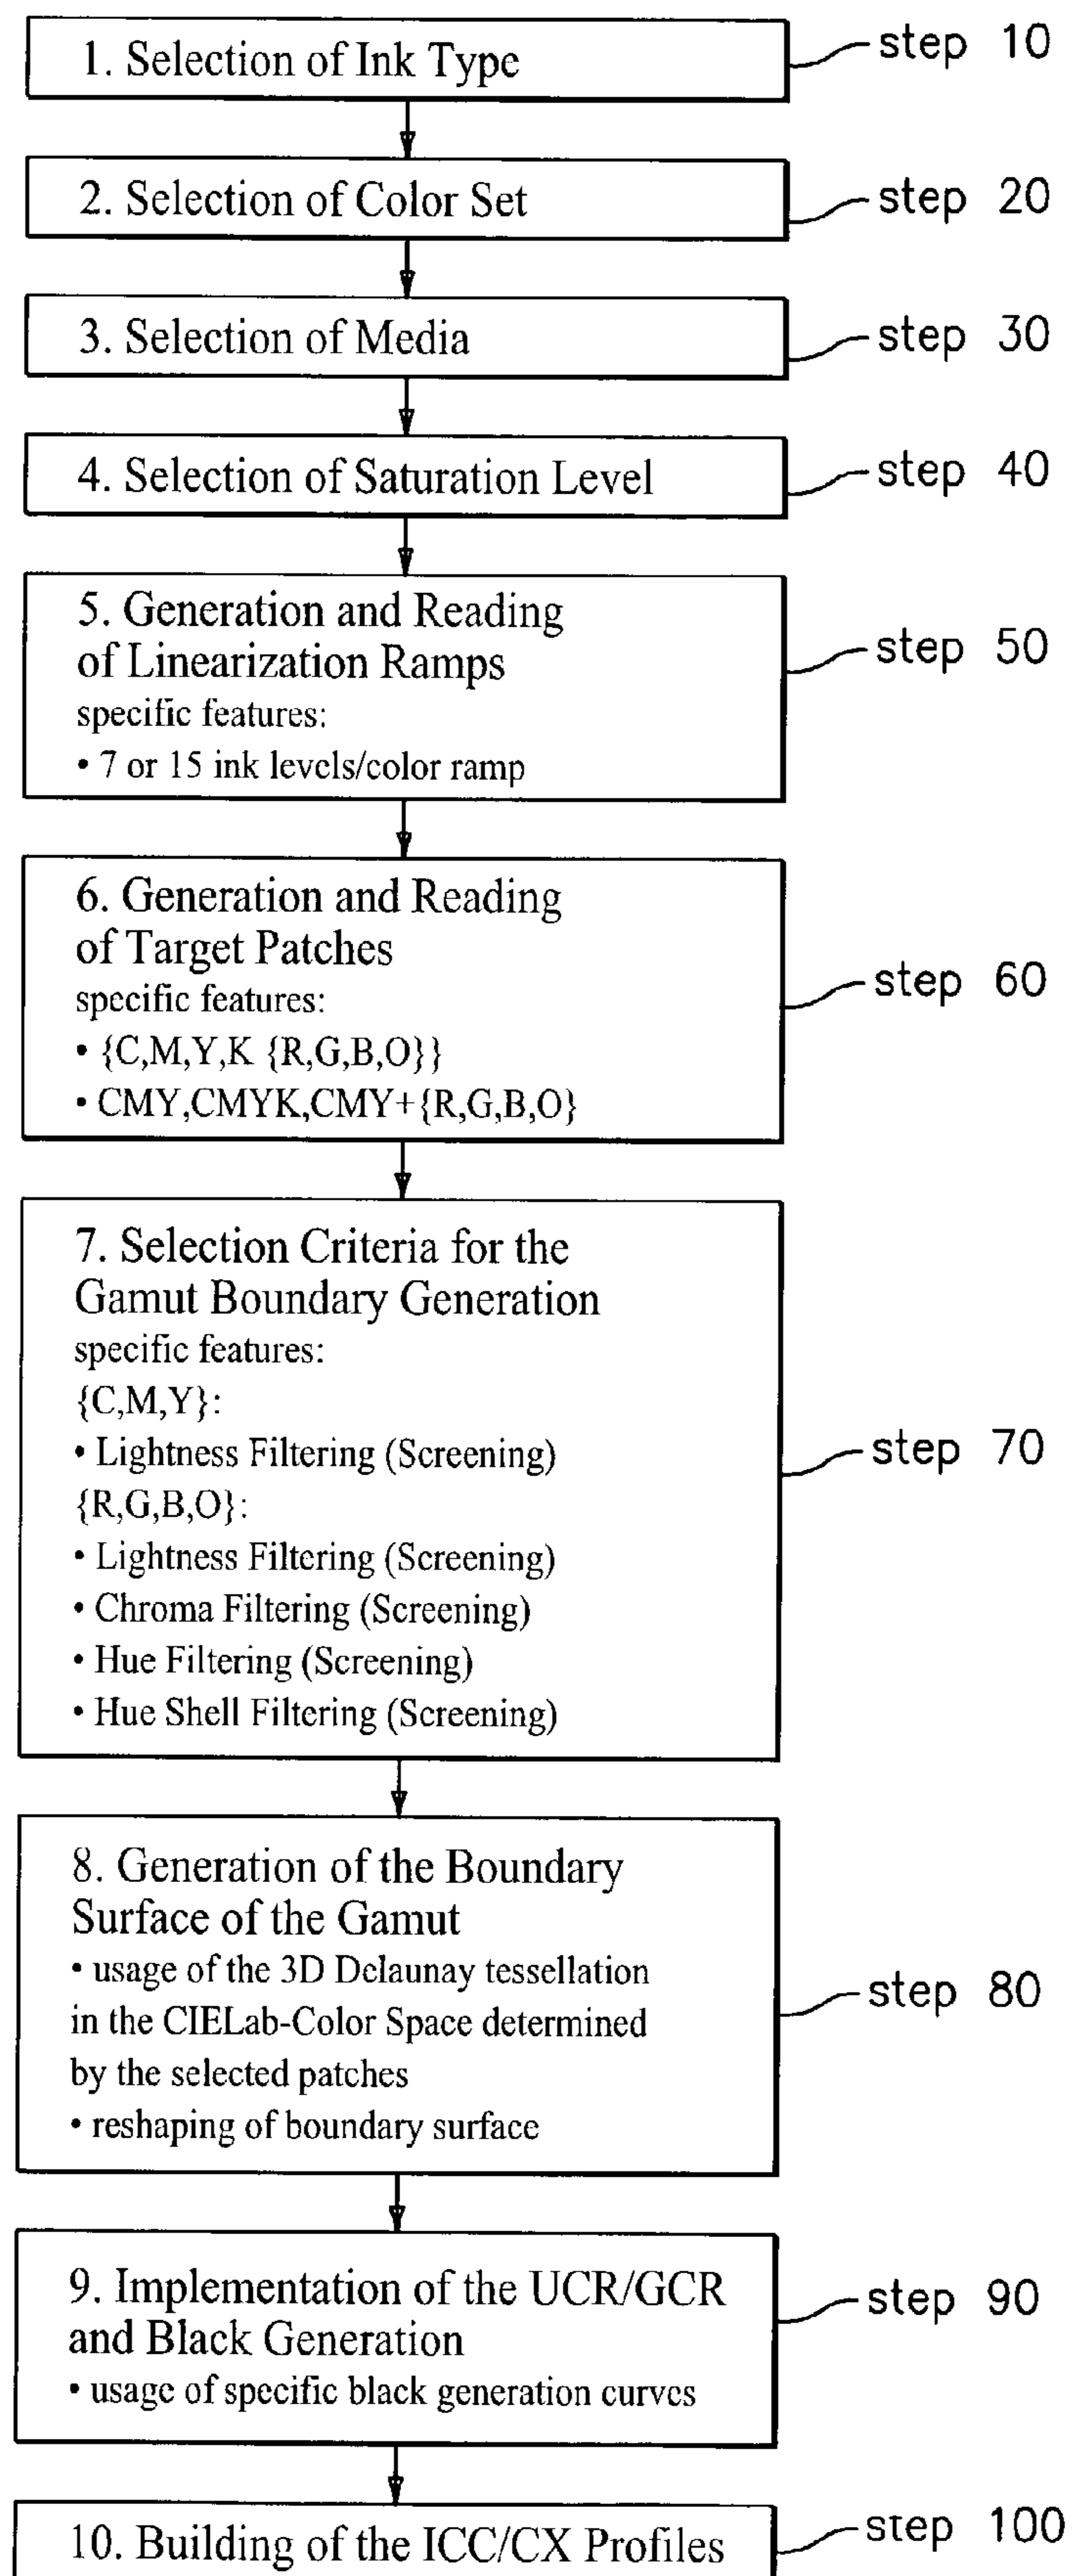 1. Selection of Ink Type
step 10
2. Selection of Color Set
step 20
3. Selection of Media
step 30
4. Selection of Saturation Level
step 40
5. Generation and Reading
of Linearization Ramps
specific features:
• 7 or 15 ink levels/color ramp
step 50
6. Generation and Reading
of Target Patches
specific features:
• {C,M,Y,K {R,G,B,O}}
• CMY,CMYK,CMY+{R,G,B,O}
step 60
7. Selection Criteria for the
Gamut Boundary Generation
specific features:
{C,M,Y}:
• Lightness Filtering (Screening)
{R,G,B,O}:
• Lightness Filtering (Screening)
• Chroma Filtering (Screening)
• Hue Filtering (Screening)
• Hue Shell Filtering (Screening)
step 70
8. Generation of the Boundary
Surface of the Gamut
• usage of the 3D Delaunay tessellation
in the CIELab-Color Space determined
by the selected patches
• reshaping of boundary surface
step 80
9. Implementation of the UCR/GCR
and Black Generation
• usage of specific black generation curves
step 90
10. Building of the ICC/CX Profiles
step 100